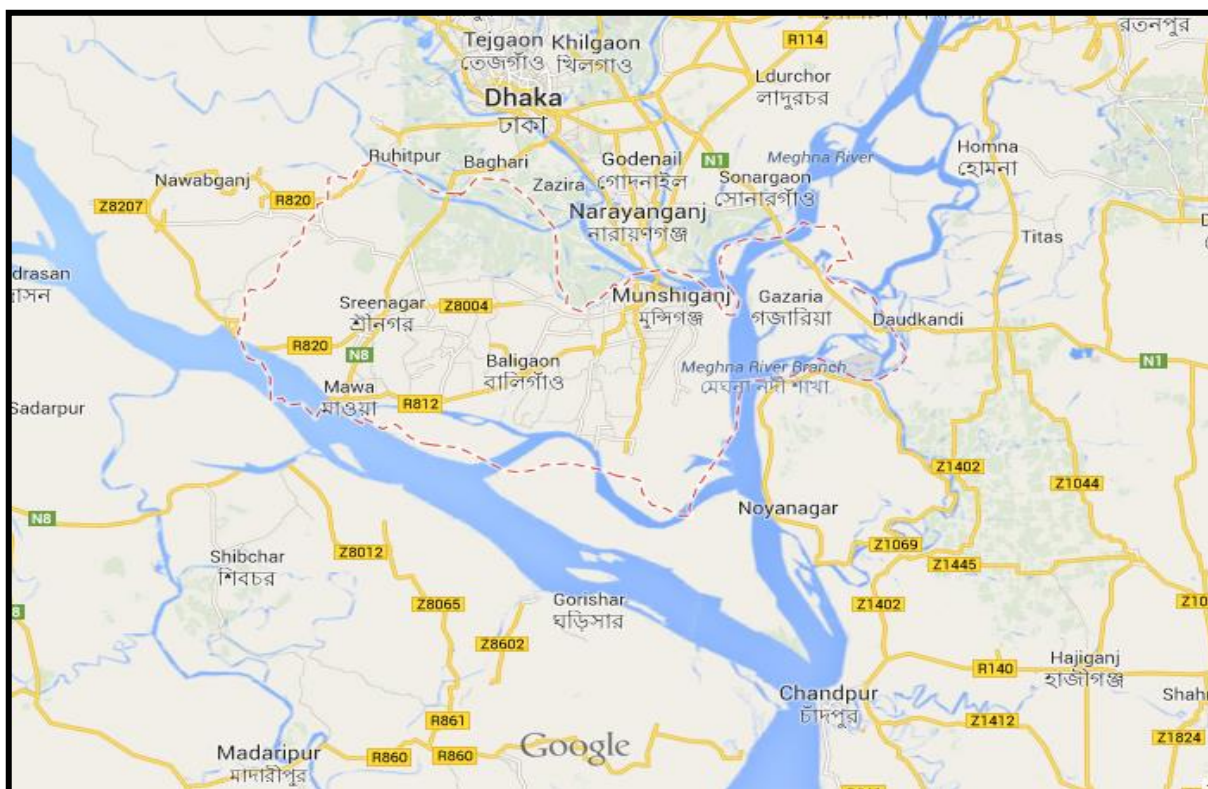 রতনপুর
R114
Tejgaon Khilgaon
তেজগাঁও খিলগাও
Ldurchor
লাদুরচর
Dhaka
ঢাকা
Homna
হোমনা
Ruhitpur
Baghari
Godenail
গোদনাইল
N1
Meghna River
Nawabganj
Zazira
Sonargaon
সোনারগাঁও
R820
Z8207
Narayanganj
নারায়ণগঞ্জ
Titas
drasan
Munshiganj
মুন্সিগঞ্জ
Gazaria
গজারিয়া
Sreenagar
শ্রীনগর
Z8004
Daudkandi
R820
N8
Baligaon
বালিগাঁও
Meghna River Branch
মেঘনা নদী শাখা
N1
Mawa
মাওয়া
R812
Sadarpur
Z1402
Z1044
Noyanagar
N8
Z8012
Z1069
Z1445
Shibchar
শিবচর
Z8065
Gorishar
ঘড়িসার
Z1402
Z10
8
Z8602
R140
Hajiganj
হাজীগঞ্জ
Chandpur
চাঁদপুর
Shahr
R861
Z1412
Z1824
Madaripur
মাদারীপুর
R860
R860
Google